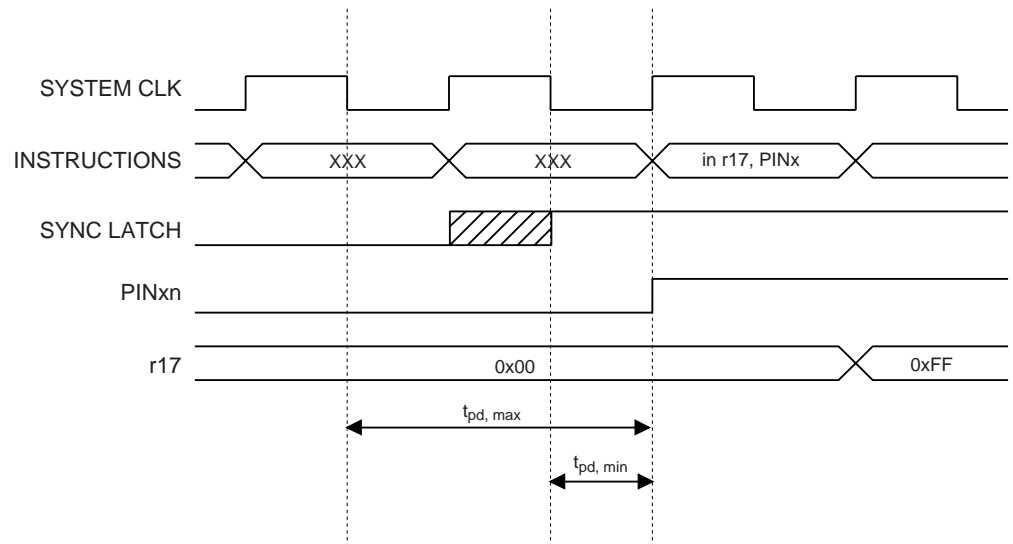 SYSTEM CLK
INSTRUCTIONS XXX XXX in r17, PINx
SYNC LATCH
PINxn
r17 0x00 0xFF
tpd, max
tpd, min